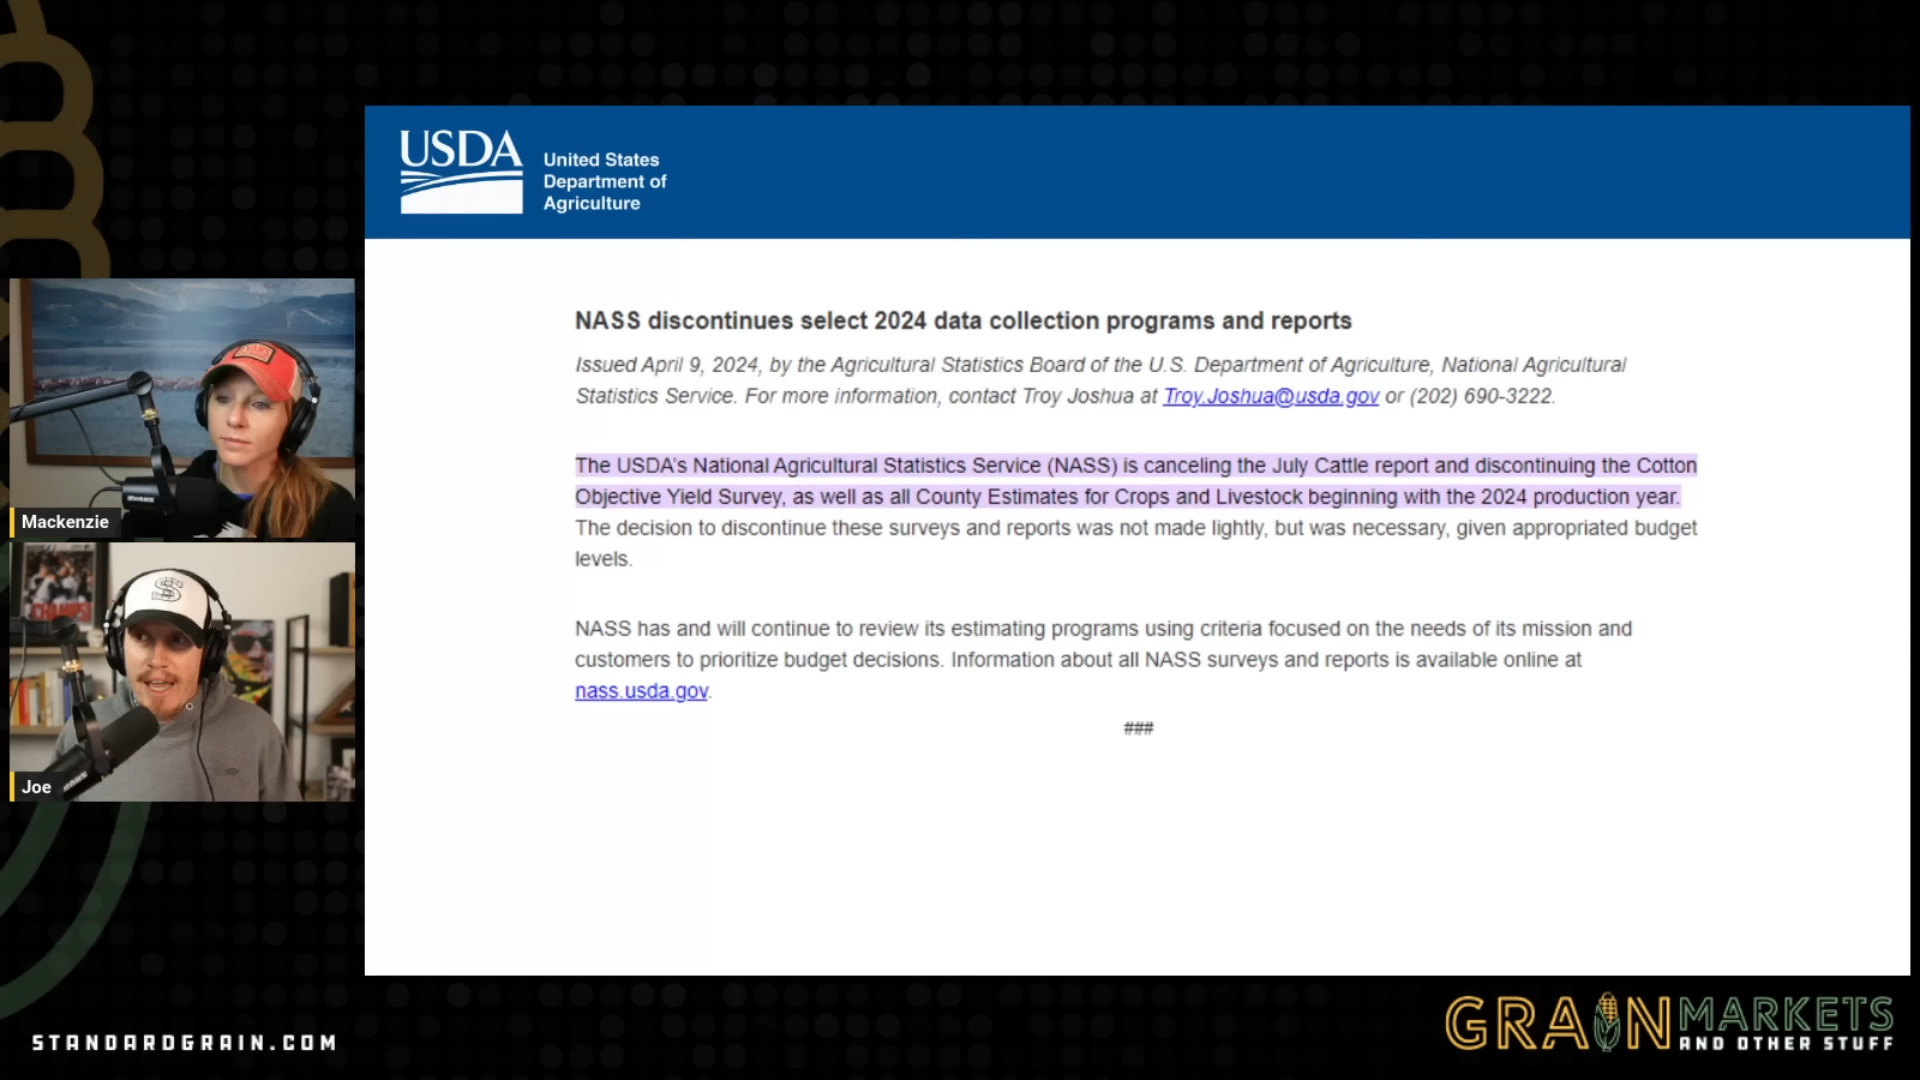 USDA
United States
Department of
Agriculture
NASS discontinues select 2024 data collection programs and reports
Issued April 9, 2024, by the Agricultural Statistics Board of the U.S. Department of Agriculture, National Agricultural
Statistics Service. For more information, contact Troy Joshua at Troy.Joshua@usda.gov or (202) 690-3222.
The USDA's National Agricultural Statistics Service (NASS) is canceling the July Cattle report and discontinuing the Cotton
Objective Yield Survey, as well as all County Estimates for Crops and Livestock beginning with the 2024 production year.
The decision to discontinue these surveys and reports was not made lightly, but was necessary, given appropriated budget
levels.
NASS has and will continue to review its estimating programs using criteria focused on the needs of its mission and
customers to prioritize budget decisions. Information about all NASS surveys and reports is available online at
nass.usda.gov.
###
Mackenzie
S
Joe
STANDARDGRAIN.COM
GRAIN MARKETS
AND OTHER STUFF